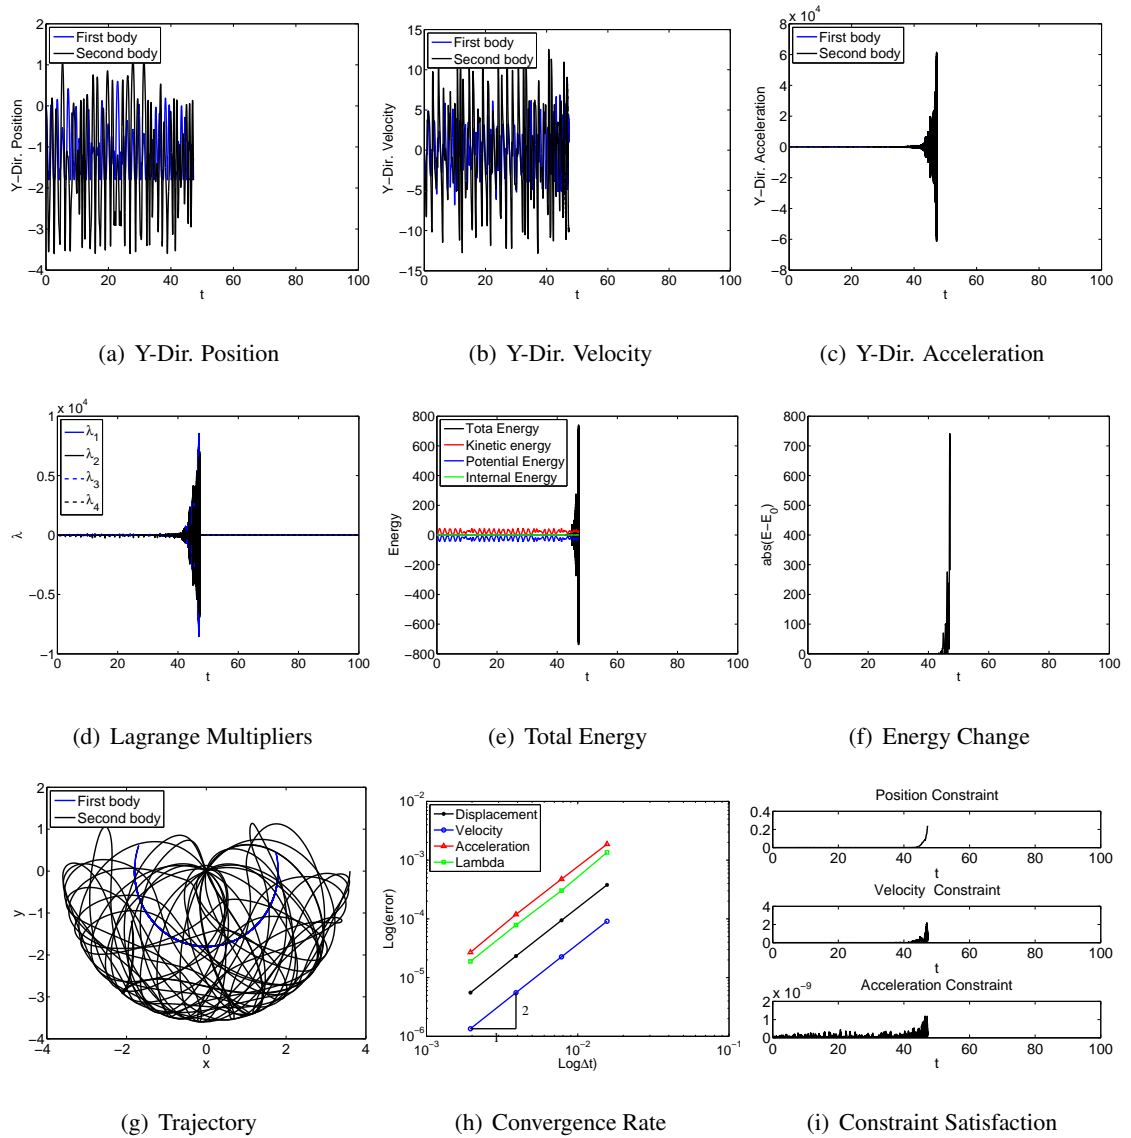 2
1
0
−1
−2
−3
−4
0 20 40 60 80 100
Y−Dir. Position
t
First body
Second body
(a) Y-Dir. Position
15
10
5
0
−5
−10
−15
0 20 40 60 80 100
Y−Dir. Velocity
t
First body
Second body
(b) Y-Dir. Velocity
x 10^4
8
6
4
2
0
−2
−4
−6
−8
0 20 40 60 80 100
Y−Dir. Acceleration
t
First body
Second body
(c) Y-Dir. Acceleration
x 10^4
1
0.5
0
−0.5
−1
0 20 40 60 80 100
λ
t
λ_1
λ_2
λ_3
λ_4
(d) Lagrange Multipliers
800
600
400
200
0
−200
−400
−600
−800
0 20 40 60 80 100
Energy
t
Tota Energy
Kinetic energy
Potential Energy
Internal Energy
(e) Total Energy
800
700
600
500
400
300
200
100
0
0 20 40 60 80 100
abs(E−E_0)
t
(f) Energy Change
2
1
0
−1
−2
−3
−4
−4 −2 0 2 4
y
x
First body
Second body
(g) Trajectory
10^−2
10^−3
10^−4
10^−5
10^−6
10^−3 10^−2 10^−1
Log(error)
LogΔt)
Displacement
Velocity
Acceleration
Lambda
2
1
(h) Convergence Rate
Position Constraint
0.4
0.2
0
0 20 40 60 80 100
t
Velocity Constraint
4
2
0
0 20 40 60 80 100
t
x 10^−9
Acceleration Constraint
2
1
0
0 20 40 60 80 100
t
(i) Constraint Satisfaction